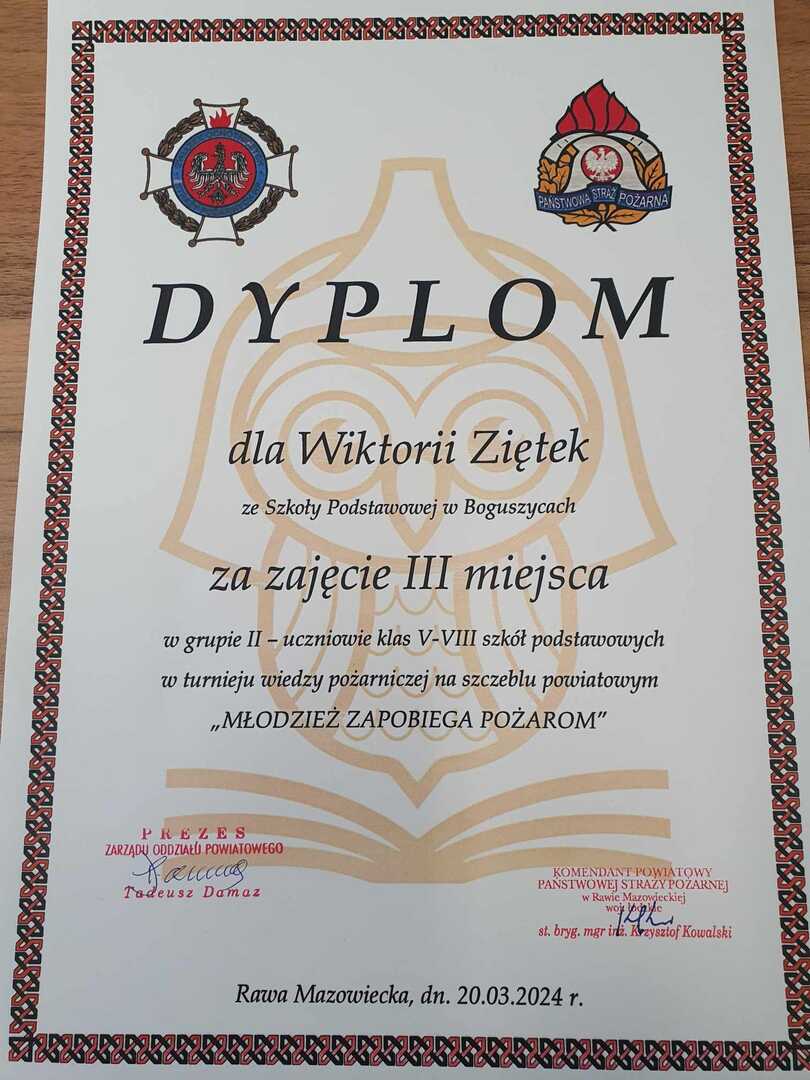 PAŃSTWOWA STRAŻ POŻARNA
DYPLOM
dla Wiktorii Ziętek
ze Szkoły Podstawowej w Boguszycach
za zajęcie III miejsca
w grupie II – uczniowie klas V-VIII szkół podstawowych
w turnieju wiedzy pożarniczej na szczeblu powiatowym
„MŁODZIEŻ ZAPOBIEGA POŻAROM”
PREZES
ZARZĄDU ODDZIAŁU POWIATOWEGO
Tadeusz Damaz
KOMENDANT POWIATOWY
PAŃSTWOWEJ STRAŻY POŻARNEJ
w Rawie Mazowieckiej
woj. łódzkie
st. bryg. mgr inż. Krzysztof Kowalski
Rawa Mazowiecka, dn. 20.03.2024 r.